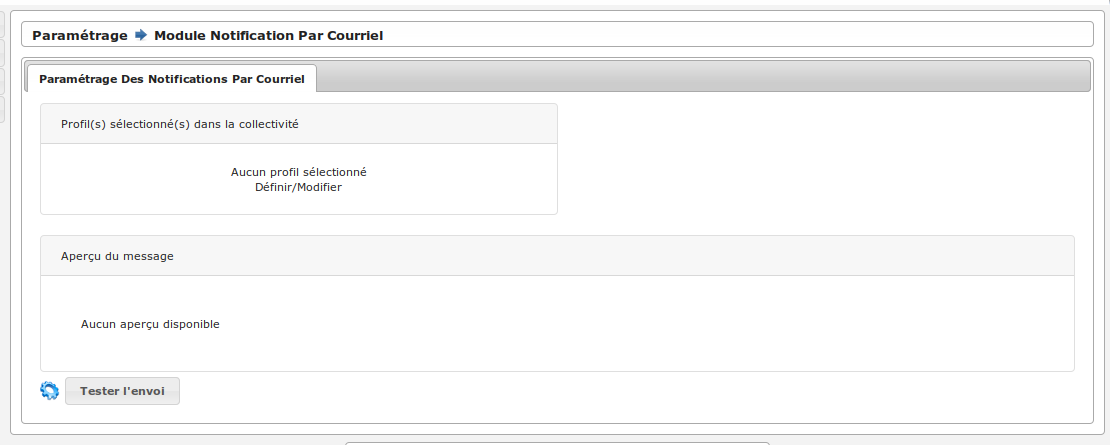 Paramétrage Module Notification Par Courriel
Paramétrage Des Notifications Par Courriel
Profil(s) sélectionné(s) dans la collectivité
Aucun profil sélectionné
Définir/Modifier
Aperçu du message
Aucun aperçu disponible
Tester l'envoi